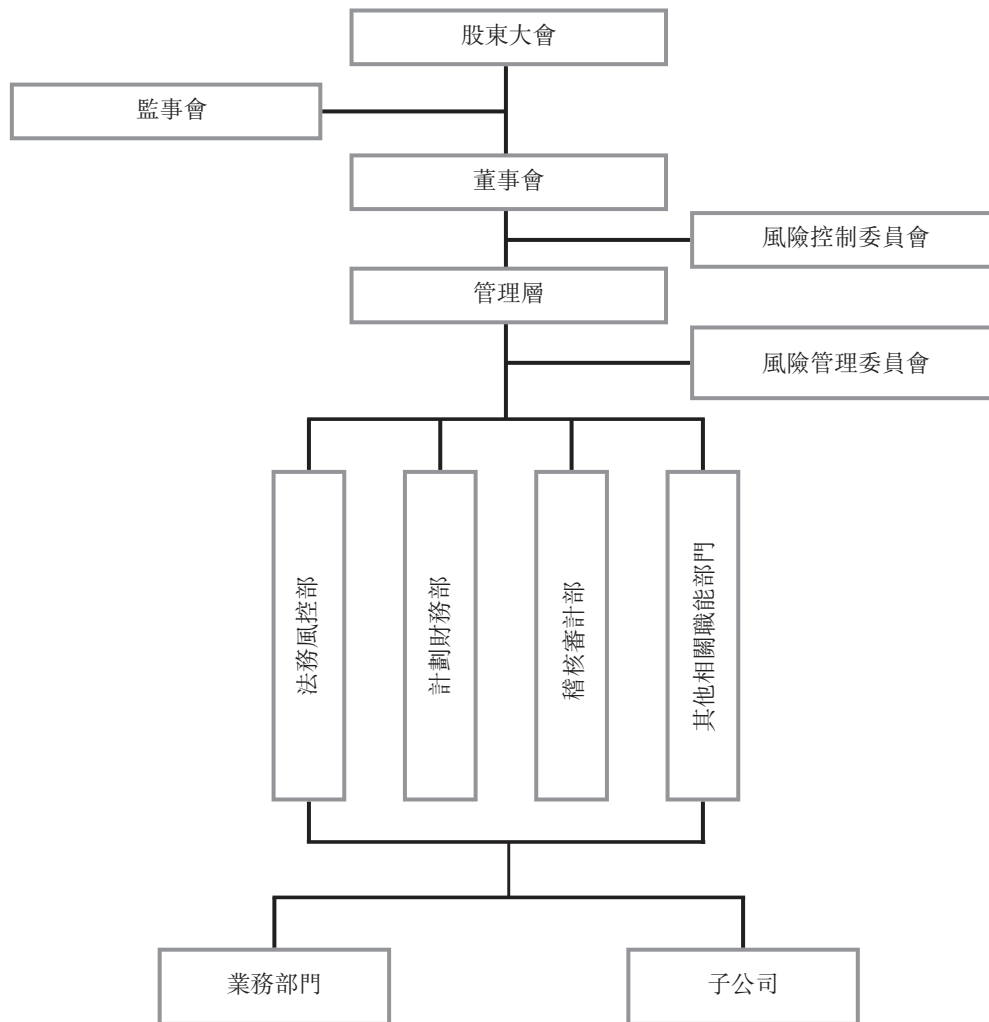 股東大會
監事會
董事會
風險控制委員會
管理層
風險管理委員會
法務風控部
計劃財務部
稽核審計部
其他相關職能部門
業務部門
子公司